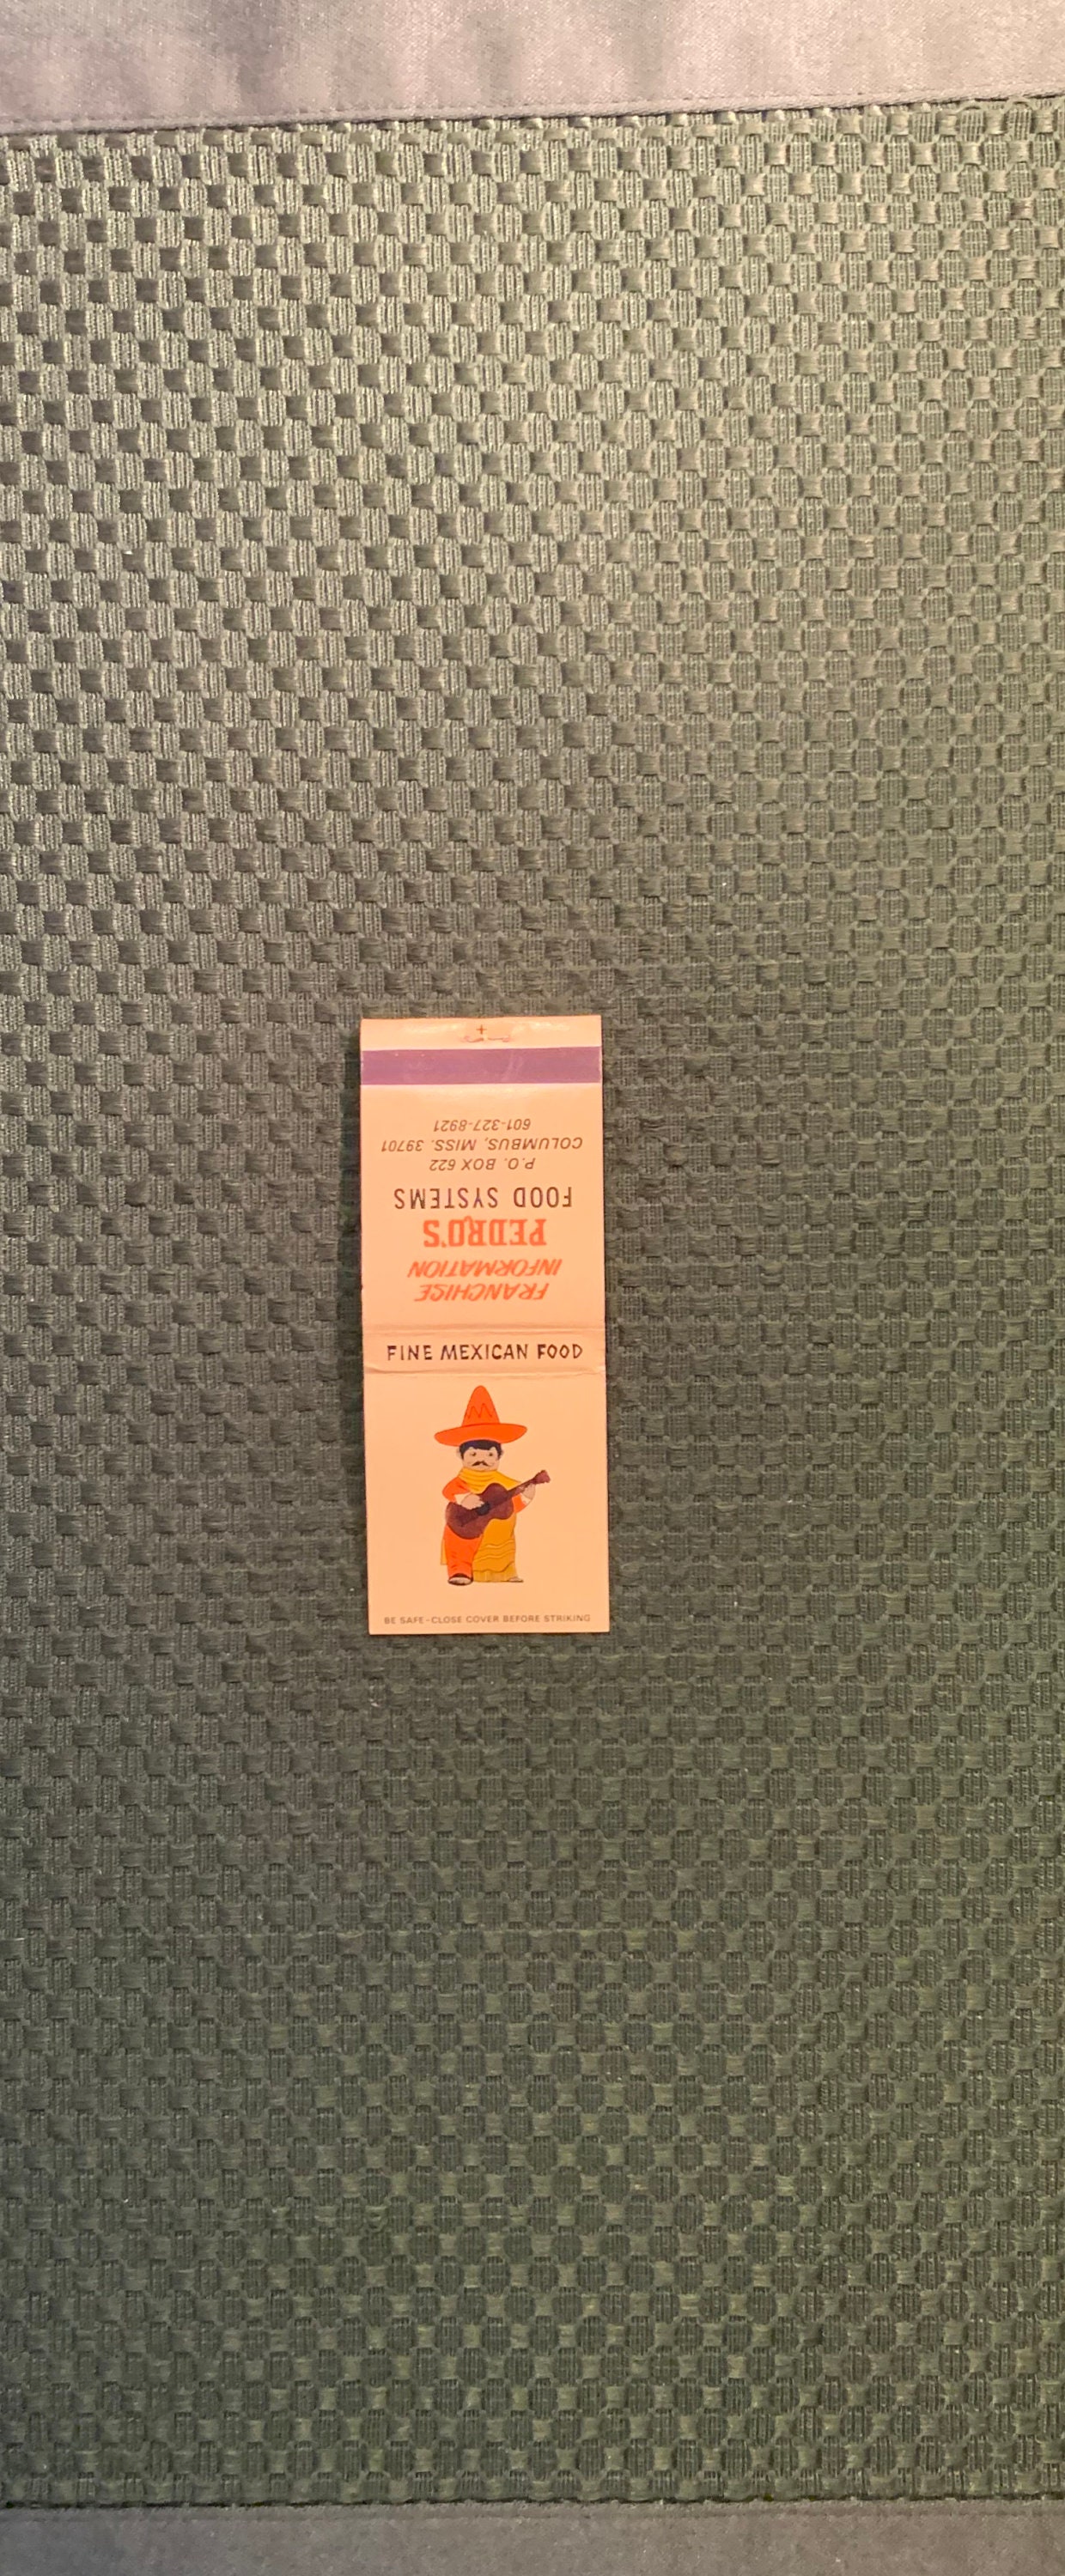 FRANCHISE
INFORMATION
PEDRO'S
FOOD SYSTEMS
P.O. BOX 622
COLUMBUS, MISS. 39701
601-327-8921
FINE MEXICAN FOOD
BE SAFE - CLOSE COVER BEFORE STRIKING